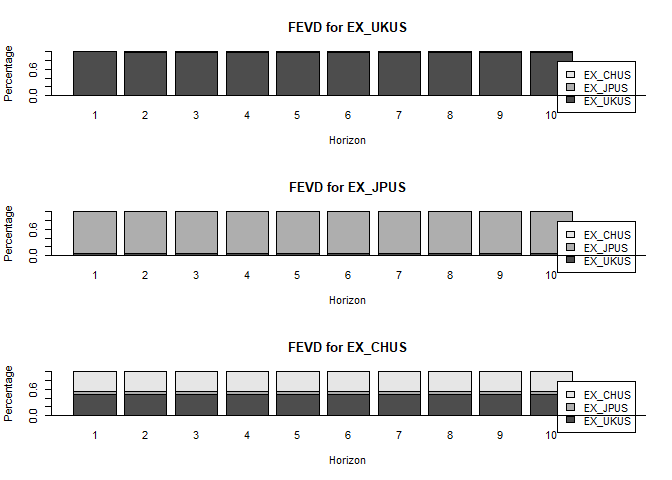 FEVD for EX_UKUS
Percentage
0.0 0.6
EX_CHUS
EX_JPUS
EX_UKUS
1 2 3 4 5 6 7 8 9 10
Horizon
FEVD for EX_JPUS
Percentage
0.0 0.6
EX_CHUS
EX_JPUS
EX_UKUS
1 2 3 4 5 6 7 8 9 10
Horizon
FEVD for EX_CHUS
Percentage
0.0 0.6
EX_CHUS
EX_JPUS
EX_UKUS
1 2 3 4 5 6 7 8 9 10
Horizon